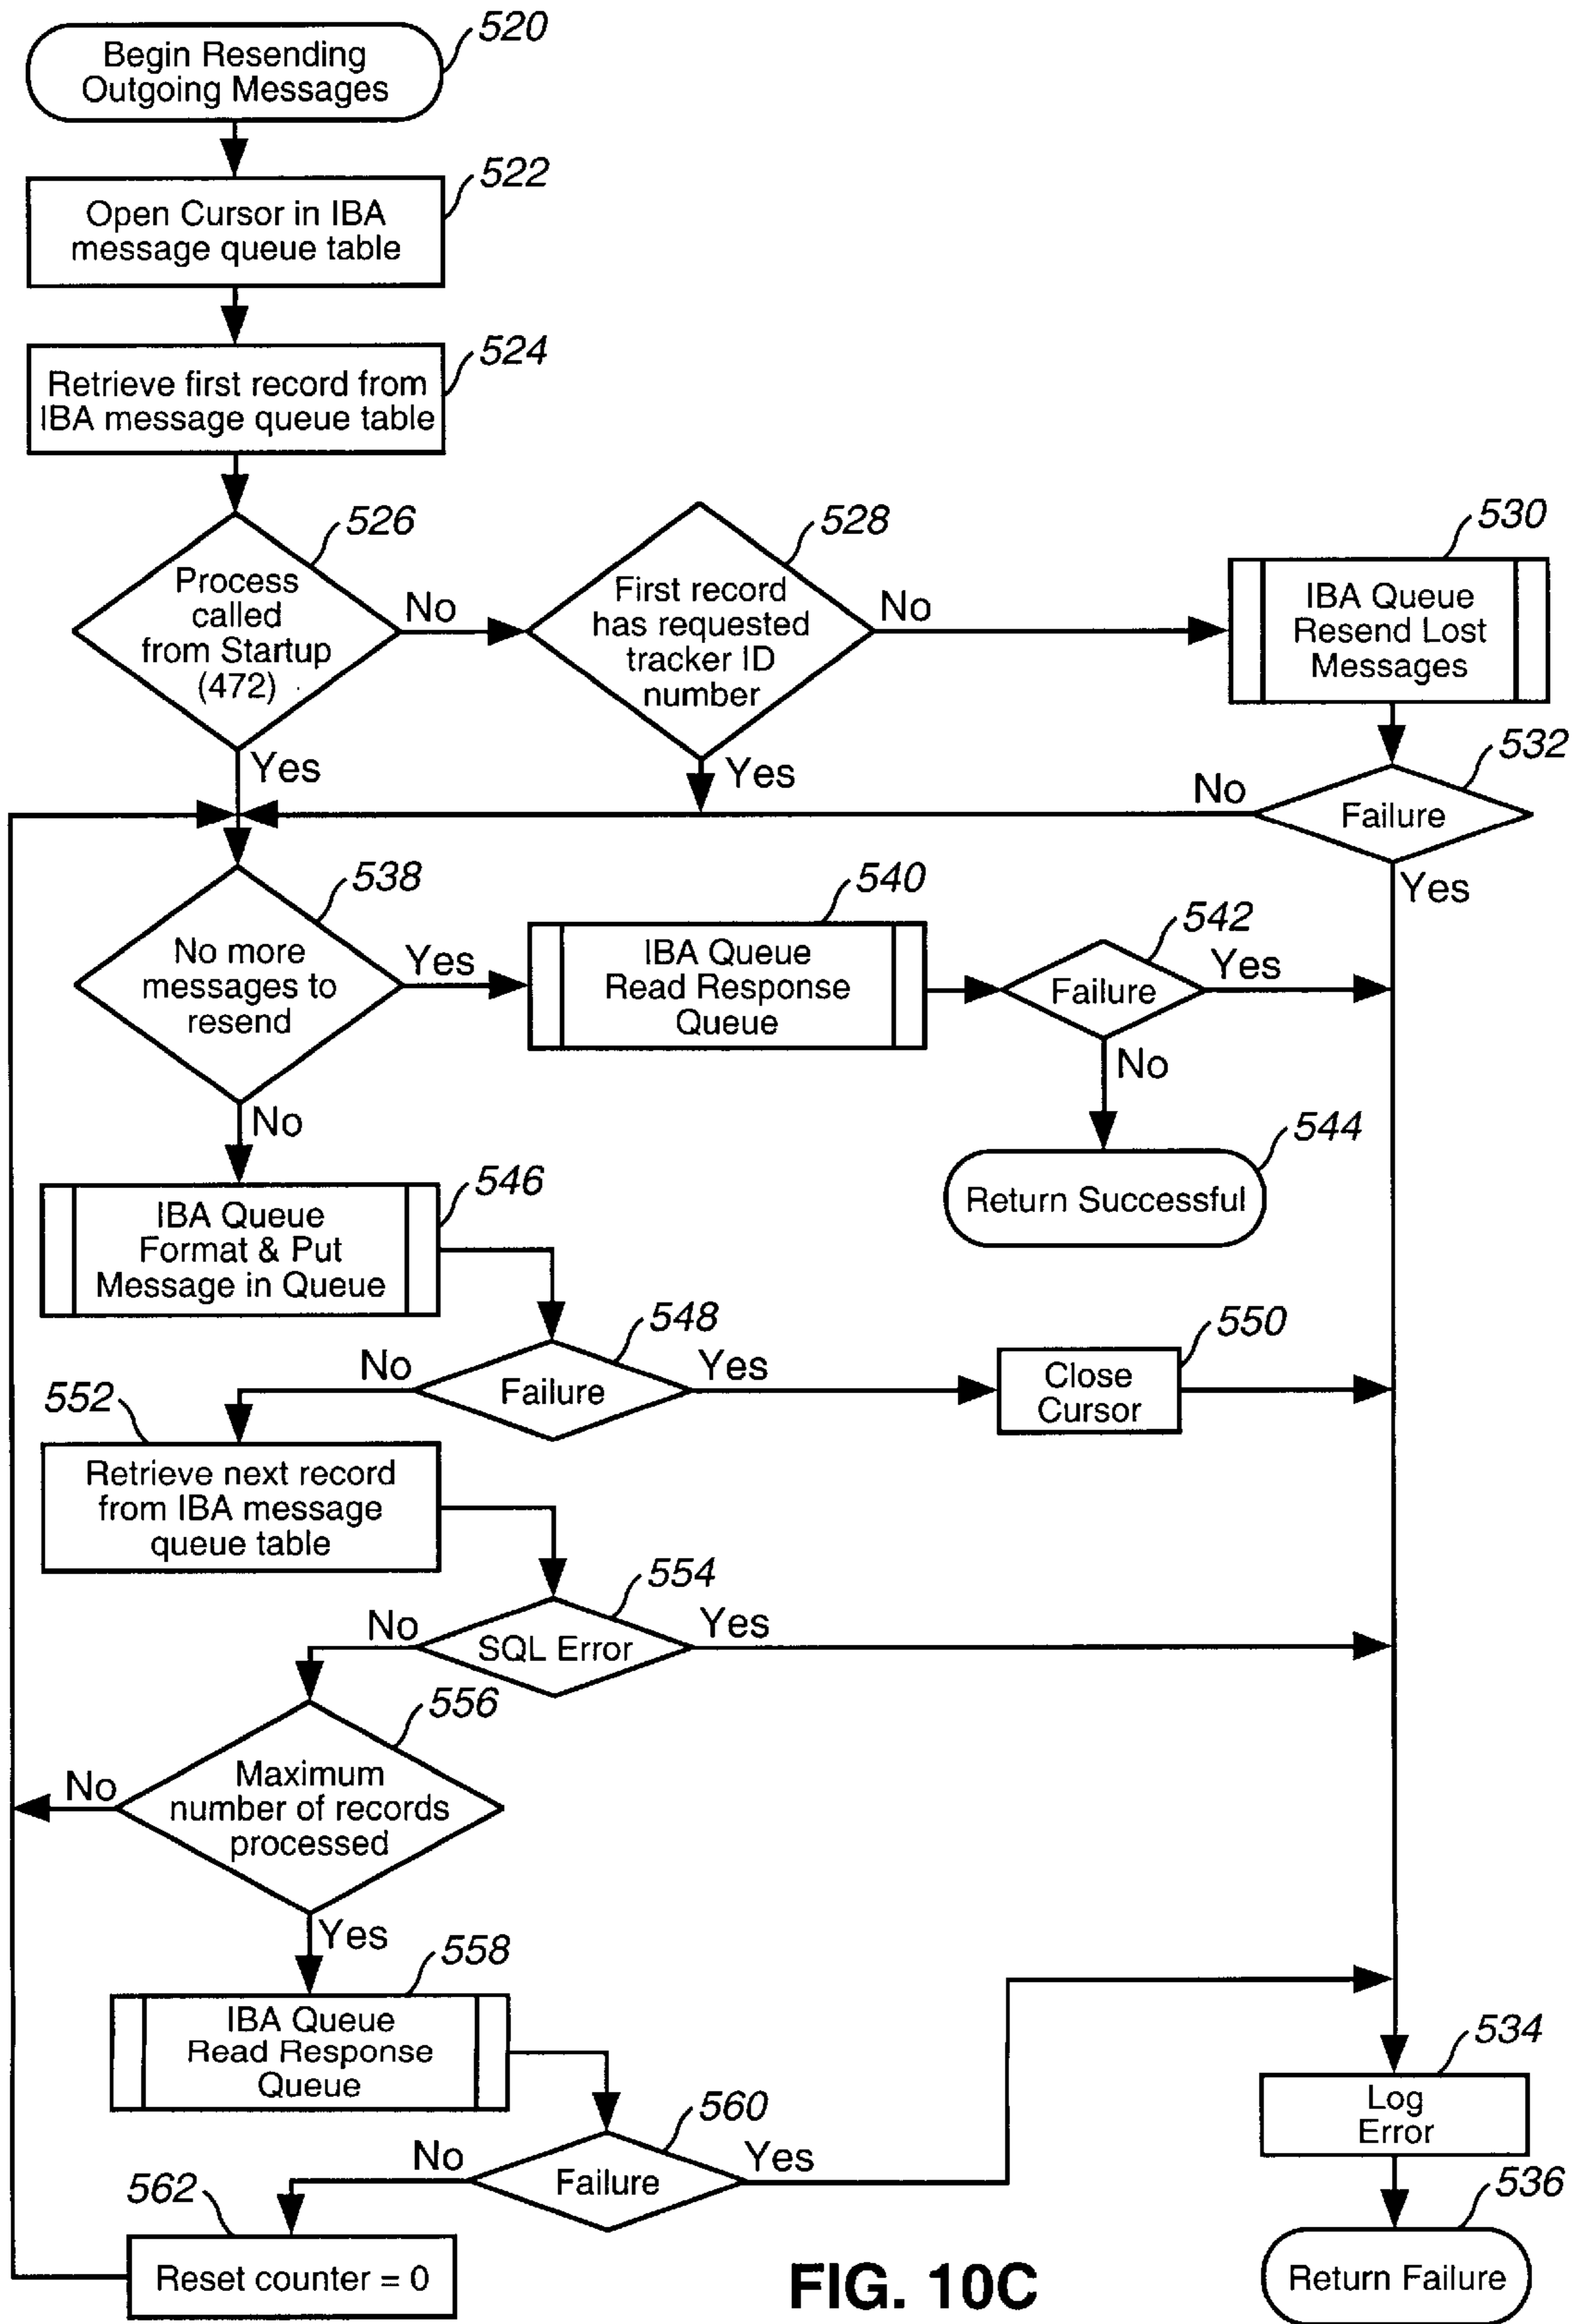 520
Begin Resending
Outgoing Messages
522
Open Cursor in IBA
message queue table
524
Retrieve first record from
IBA message queue table
526
Process
called
from Startup
(472)
No
Yes
528
First record
has requested
tracker ID
number
No
Yes
530
IBA Queue
Resend Lost
Messages
532
Failure
No
Yes
538
No more
messages to
resend
Yes
No
540
IBA Queue
Read Response
Queue
542
Failure
Yes
No
544
Return Successful
546
IBA Queue
Format & Put
Message in Queue
548
Failure
No
Yes
550
Close
Cursor
552
Retrieve next record
from IBA message
queue table
554
SQL Error
No
Yes
556
Maximum
number of records
processed
No
Yes
558
IBA Queue
Read Response
Queue
560
Failure
No
Yes
562
Reset counter = 0
534
Log
Error
536
Return Failure
FIG. 10C